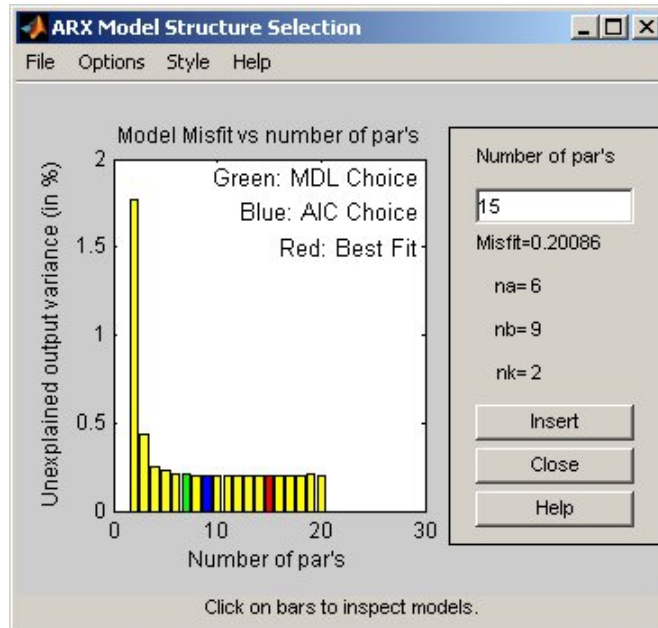 ARX Model Structure Selection
File Options Style Help
Model Misfit vs number of par's
Unexplained output variance (in %)
2
1.5
1
0.5
0
Green: MDL Choice
Blue: AIC Choice
Red: Best Fit
0 10 20 30
Number of par's
Number of par's
15
Misfit=0.20086
na= 6
nb= 9
nk= 2
Insert
Close
Help
Click on bars to inspect models.